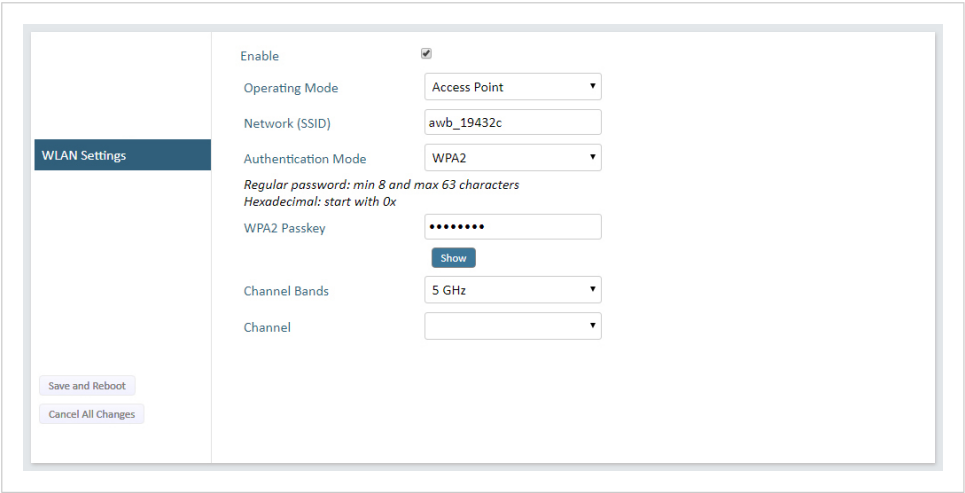 Enable
Operating Mode
Access Point
Network (SSID)
awb_19432c
WLAN Settings
Authentication Mode
WPA2
Regular password: min 8 and max 63 characters
Hexadecimal: start with 0x
WPA2 Passkey
••••••••
Show
Channel Bands
5 GHz
Channel
Save and Reboot
Cancel All Changes